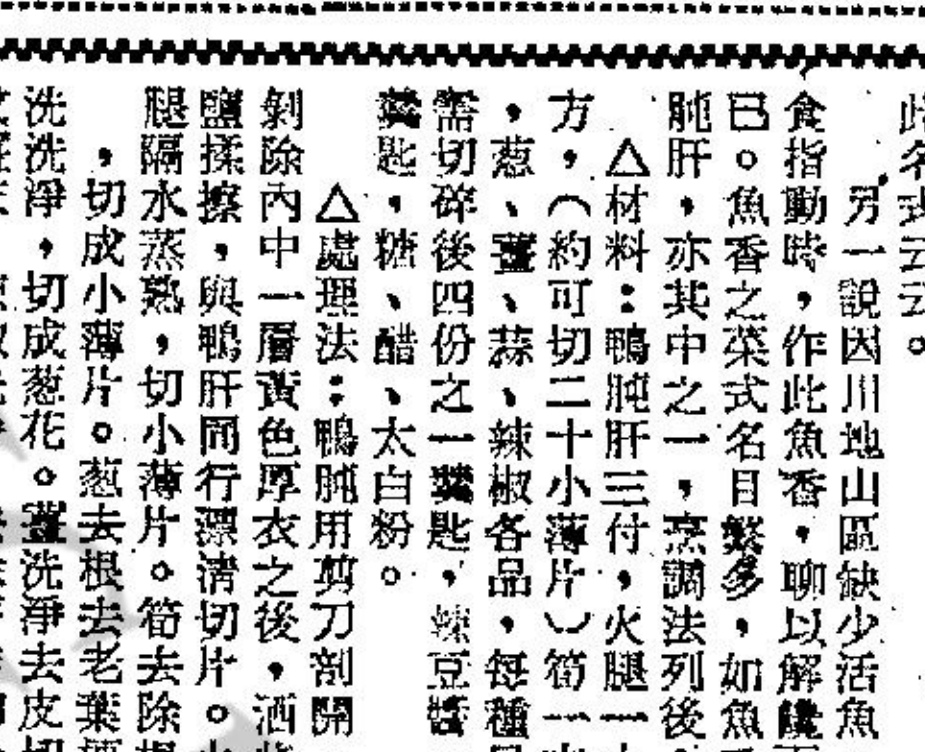 此名式云云。
另一說因川地山區缺少活魚
食指動時，作此魚香，聊以解饞
已。魚香之菜式名目繁多，如魚
肫肝，亦其中之一，烹調法列後
△材料：鴨肫肝三付，火腿一
方，（約可切二十小薄片）筍一
，葱、薑、蒜、辣椒各品，每種
需切碎後四份之一羹匙，辣豆醬
羹匙，糖、醋、太白粉。
△處理法：鴨肫用剪刀剖開
剝除內中一層黃色厚衣之後，洒
鹽揉擦，與鴨肝同行漂清切片。
腿隔水蒸熟，切小薄片。筍去除
，切成小薄片。葱去根去老葉
洗洗淨，切成葱花。薑洗淨去皮